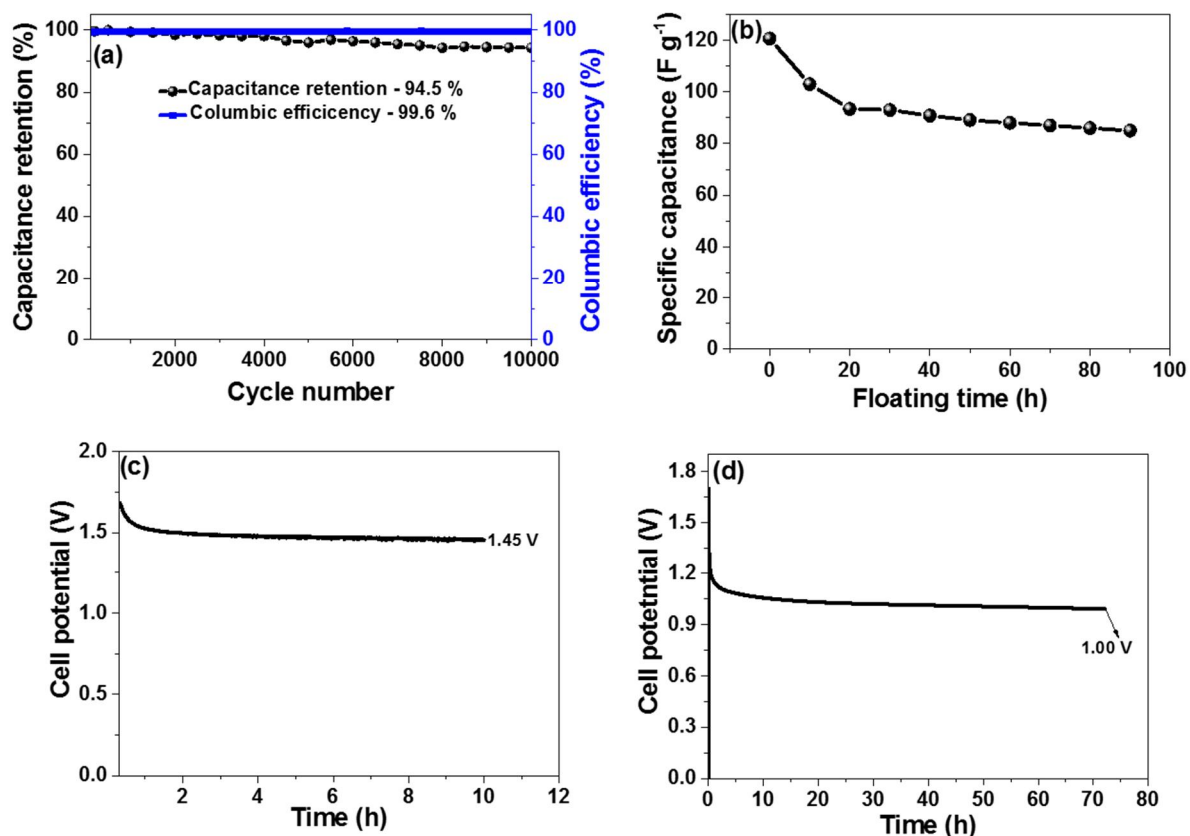 (a)
Capacitance retention (%)
100
80
60
40
20
0
Capacitance retention - 94.5 %
Columbic efficicency - 99.6 %
2000 4000 6000 8000 10000
Cycle number
100
80
60
40
20
0
Columbic efficiency (%)
(b)
Specific capacitance (F g⁻¹)
120
100
80
60
40
20
0
0 20 40 60 80 100
Floating time (h)
(c)
Cell potential (V)
2.0
1.5
1.0
0.5
0.0
1.45 V
2 4 6 8 10 12
Time (h)
(d)
Cell potetntial (V)
1.8
1.5
1.2
0.9
0.6
0.3
0.0
1.00 V
0 10 20 30 40 50 60 70 80
Time (h)